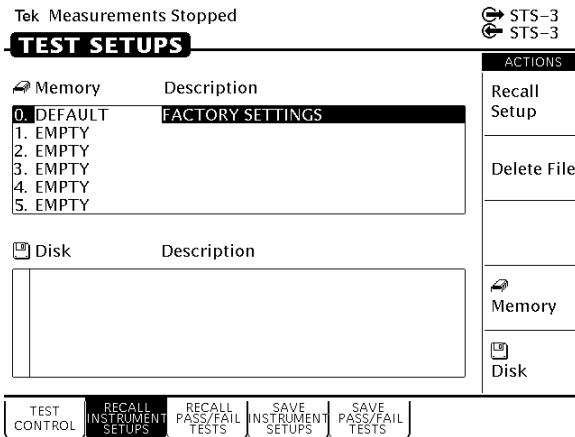 Tek Measurements Stopped
STS-3
STS-3
TEST SETUPS
ACTIONS
Memory Description
0. DEFAULT FACTORY SETTINGS
1. EMPTY
2. EMPTY
3. EMPTY
4. EMPTY
5. EMPTY
Disk Description
Recall
Setup
Delete File
Memory
Disk
TEST
CONTROL
RECALL
INSTRUMENT
SETUPS
RECALL
PASS/FAIL
TESTS
SAVE
INSTRUMENT
SETUPS
SAVE
PASS/FAIL
TESTS